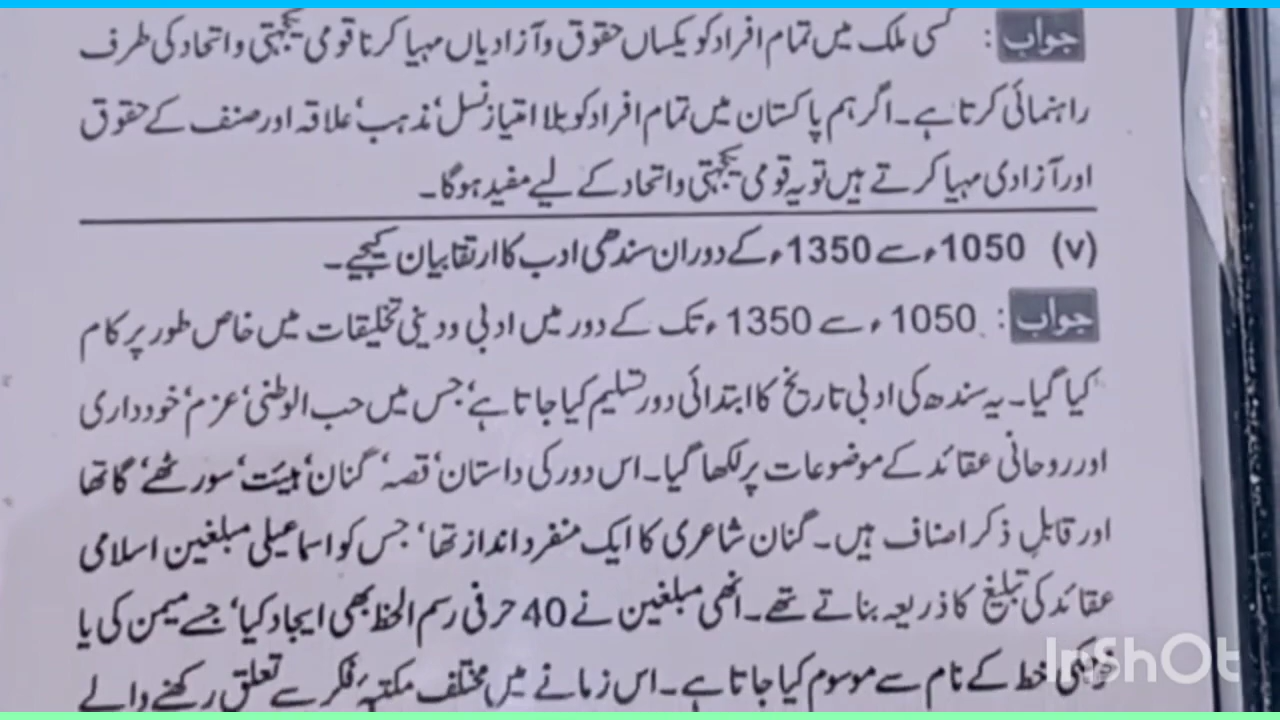 جواب : کسی ملک میں تمام افراد کو یکساں حقوق و آزادیاں مہیا کرنا قومی یکجہتی و اتحاد کی طرف
راہنمائی کرتا ہے۔ اگر ہم پاکستان میں تمام افراد کو بلا امتیاز نسل، مذہب، علاقہ اور صنف کے حقوق
اور آزادی مہیا کرتے ہیں تو یہ قومی یکجہتی و اتحاد کے لیے مفید ہوگا۔
(v) 1050ء سے 1350ء کے دوران سندھی ادب کا ارتقا بیان کیجیے۔
جواب : 1050ء سے 1350ء تک کے دور میں ادبی و دینی تخلیقات میں خاص طور پر کام
کیا گیا۔ یہ سندھ کی ادبی تاریخ کا ابتدائی دور تسلیم کیا جاتا ہے، جس میں حب الوطنی، عزم، خودداری
اور روحانی عقائد کے موضوعات پر لکھا گیا۔ اس دور کی داستان، قصہ، گنان، بیئت، سورٹھے، گاتھا
اور قابلِ ذکر اصناف ہیں۔ گنان شاعری کا ایک منفرد انداز تھا، جس کو اسماعیلی مبلغین اسلامی
عقائد کی تبلیغ کا ذریعہ بناتے تھے۔ انھی مبلغین نے 40 حرفی رسم الخط بھی ایجاد کیا، جسے میمن کی یا
خط کے نام سے موسوم کیا جاتا ہے۔ اس زمانے میں مختلف مکتبۂ فکر سے تعلق رکھنے والے
InShOt